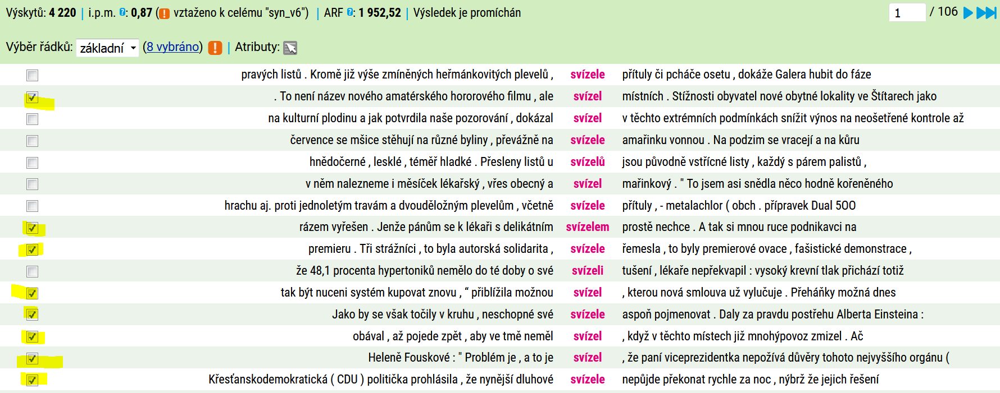 Výskytů: 4 220 | i.p.m. ?: 0,87 (! vztaženo k celému "syn_v6") | ARF ?: 1 952,52 | Výsledek je promíchán 1 / 106
Výběr řádků: základní (8 vybráno) ! | Atributy:
pravých listů . Kromě již výše zmíněných heřmánkovitých plevelů , svízele přítuly či pcháče osetu , dokáže Galera hubit do fáze
. To není název nového amatérského hororového filmu , ale svízel místních . Stížnosti obyvatel nové obytné lokality ve Štítarech jako
na kulturní plodinu a jak potvrdila naše pozorování , dokázal svízel v těchto extrémních podmínkách snížit výnos na neošetřené kontrole až
července se mšice stěhují na různé byliny , převážně na svízele amařinku vonnou . Na podzim se vracejí a na kůru
hnědočerné , lesklé , téměř hladké . Přesleny listů u svízelů jsou původně vstřícné listy , každý s párem palistů ,
v něm nalezneme i měsíček lékařský , vřes obecný a svízel mařinkový . " To jsem asi snědla něco hodně kořeněného
hrachu aj. proti jednoletým travám a dvouděložným plevelům , včetně svízele přítuly , - metalachlor ( obch . přípravek Dual 5OO
rázem vyřešen . Jenže pánům se k lékaři s delikátním svízelem prostě nechce . A tak si mnou ruce podnikavci na
premieru . Tři strážníci , to byla autorská solidarita , svízele řemesla , to byly premierové ovace , fašistické demonstrace ,
že 48,1 procenta hypertoniků nemělo do té doby o své svízeli tušení , lékaře nepřekvapil : vysoký krevní tlak přichází totiž
tak být nuceni systém kupovat znovu , “ přiblížila možnou svízel , kterou nová smlouva už vylučuje . Přeháňky možná dnes
Jako by se však točily v kruhu , neschopné své svízele aspoň pojmenovat . Daly za pravdu postřehu Alberta Einsteina :
obával , až pojede zpět , aby ve tmě neměl svízel , když v těchto místech již mnohýpovoz zmizel . Ač
Heleně Fouskové : " Problém je , a to je svízel , že paní viceprezidentka nepožívá důvěry tohoto nejvyššího orgánu (
Křesťanskodemokratická ( CDU ) politička prohlásila , že nynější dluhové svízele nepůjde překonat rychle za noc , nýbrž že jejich řešení